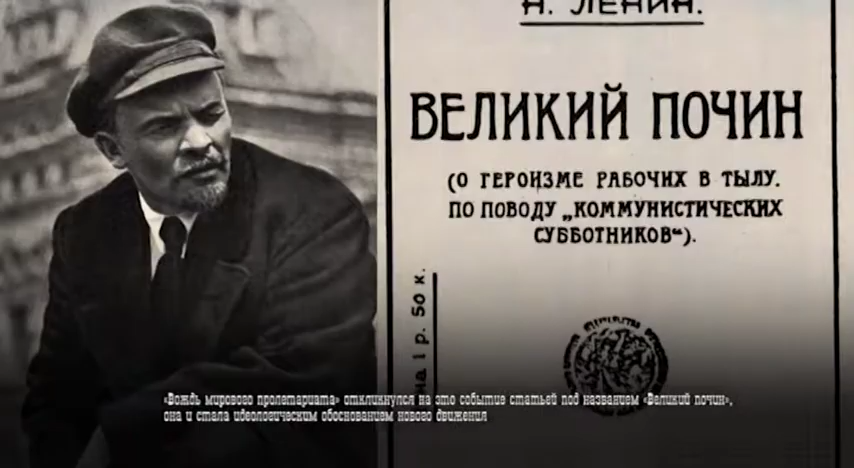 Н. ЛЕНИН.
ВЕЛИКИЙ ПОЧИН
(О ГЕРОИЗМЕ РАБОЧИХ В ТЫЛУ.
ПО ПОВОДУ „КОММУНИСТИЧЕСКИХ
СУББОТНИКОВ“).
1 р. 50 к.
«Вождь мирового пролетариата» откликнулся на это событие статьей под названием «Великий почин»,
она и стала идеологическим обоснованием нового движения